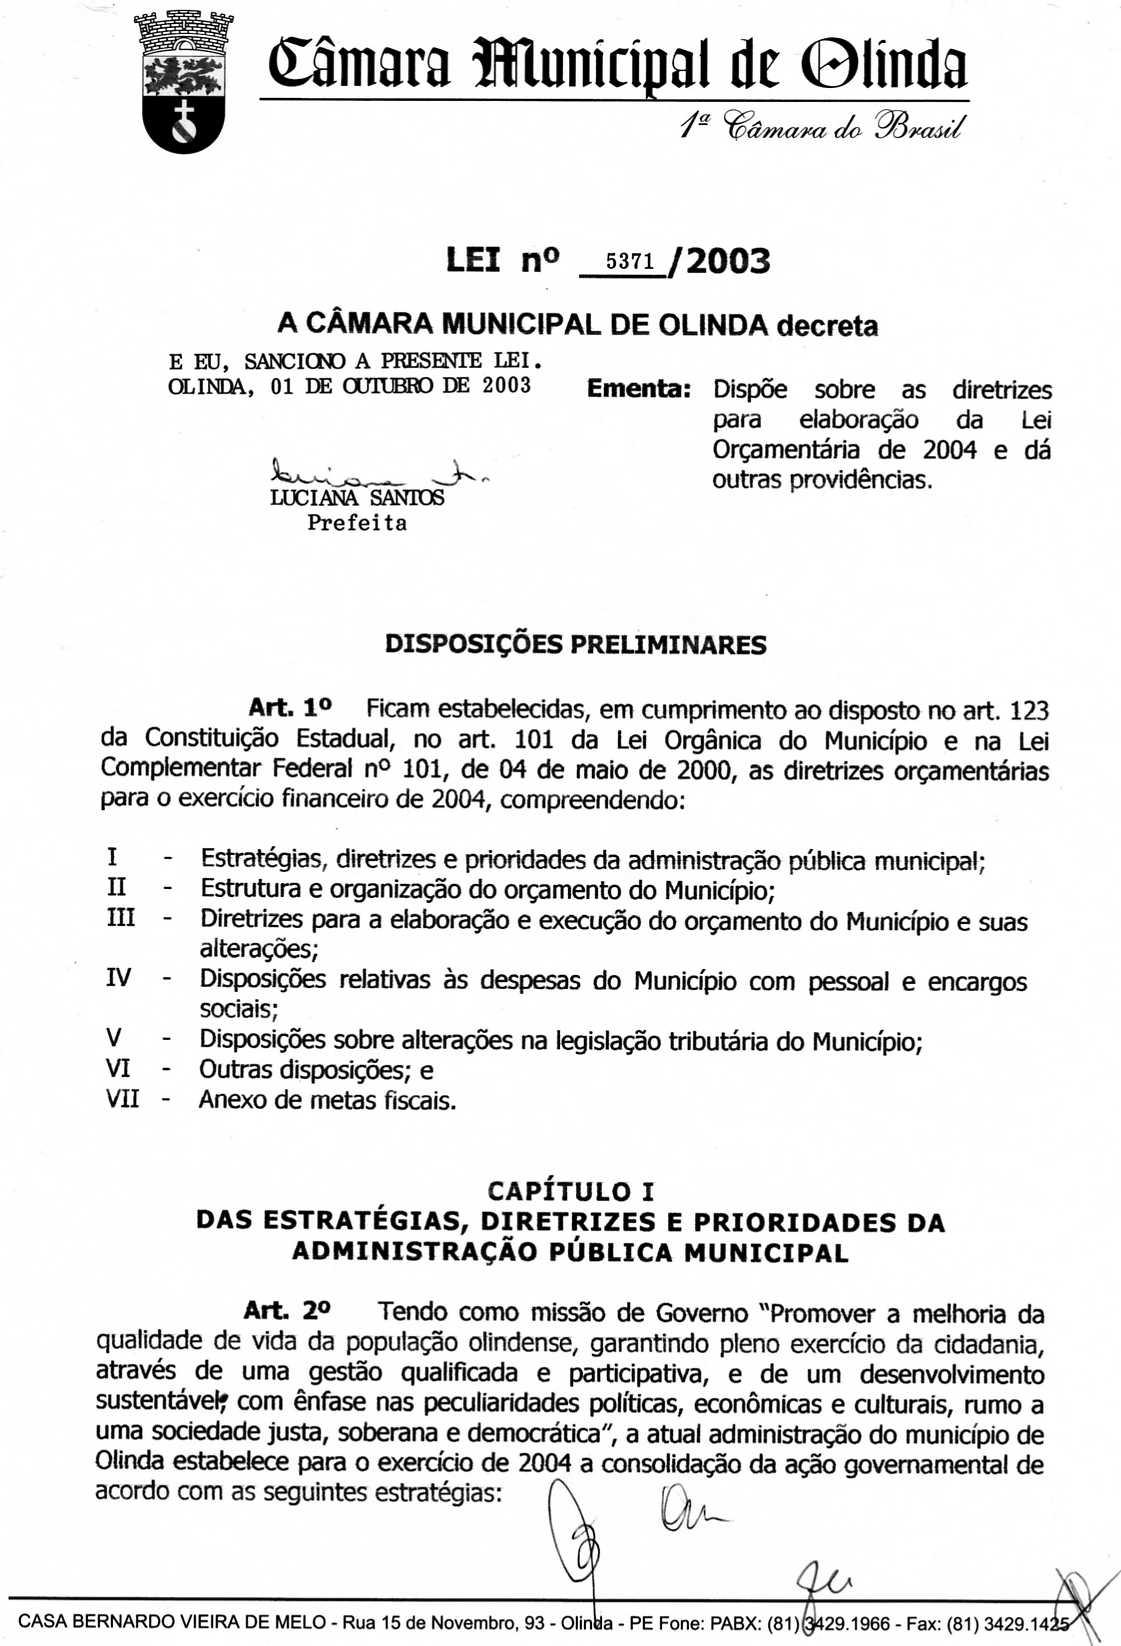 Câmara Municipal de Olinda
1ª Câmara do Brasil
LEI nº 5371 /2003
A CÂMARA MUNICIPAL DE OLINDA decreta
E EU, SANCIONO A PRESENTE LEI.
OLINDA, 01 DE OUTUBRO DE 2003
Ementa: Dispõe sobre as diretrizes
para elaboração da Lei
Orçamentária de 2004 e dá
outras providências.
LUCIANA SANTOS
Prefeita
DISPOSIÇÕES PRELIMINARES
Art. 1º Ficam estabelecidas, em cumprimento ao disposto no art. 123
da Constituição Estadual, no art. 101 da Lei Orgânica do Município e na Lei
Complementar Federal nº 101, de 04 de maio de 2000, as diretrizes orçamentárias
para o exercício financeiro de 2004, compreendendo:
I - Estratégias, diretrizes e prioridades da administração pública municipal;
II - Estrutura e organização do orçamento do Município;
III - Diretrizes para a elaboração e execução do orçamento do Município e suas
alterações;
IV - Disposições relativas às despesas do Município com pessoal e encargos
sociais;
V - Disposições sobre alterações na legislação tributária do Município;
VI - Outras disposições; e
VII - Anexo de metas fiscais.
CAPÍTULO I
DAS ESTRATÉGIAS, DIRETRIZES E PRIORIDADES DA
ADMINISTRAÇÃO PÚBLICA MUNICIPAL
Art. 2º Tendo como missão de Governo “Promover a melhoria da
qualidade de vida da população olindense, garantindo pleno exercício da cidadania,
através de uma gestão qualificada e participativa, e de um desenvolvimento
sustentável, com ênfase nas peculiaridades políticas, econômicas e culturais, rumo a
uma sociedade justa, soberana e democrática”, a atual administração do município de
Olinda estabelece para o exercício de 2004 a consolidação da ação governamental de
acordo com as seguintes estratégias:
CASA BERNARDO VIEIRA DE MELO - Rua 15 de Novembro, 93 - Olinda - PE Fone: PABX: (81) 3429.1966 - Fax: (81) 3429.1425